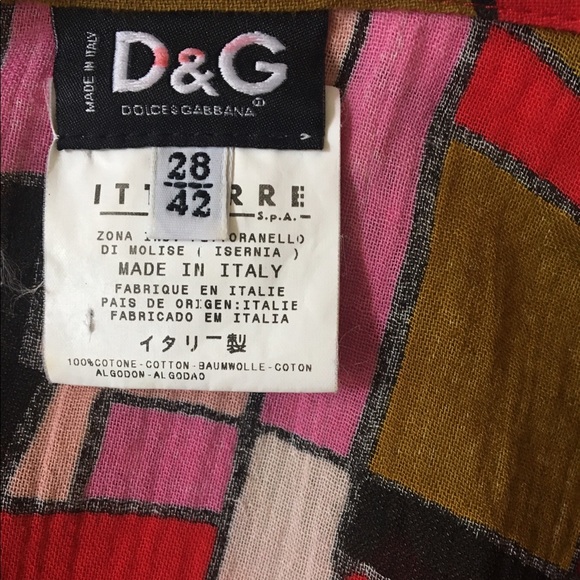 MADE IN ITALY
D&G
DOLCE&GABBANA®
28
42
S.p.A.
ZONA PETTORANELLO
DI MOLISE ( ISERNIA )
MADE IN ITALY
FABRIQUE EN ITALIE
PAIS DE ORIGEN:ITALIE
FABRICADO EM ITALIA
イタリー製
100%COTONE-COTTON-BAUMWOLLE-COTON
ALGODON-ALGODAO